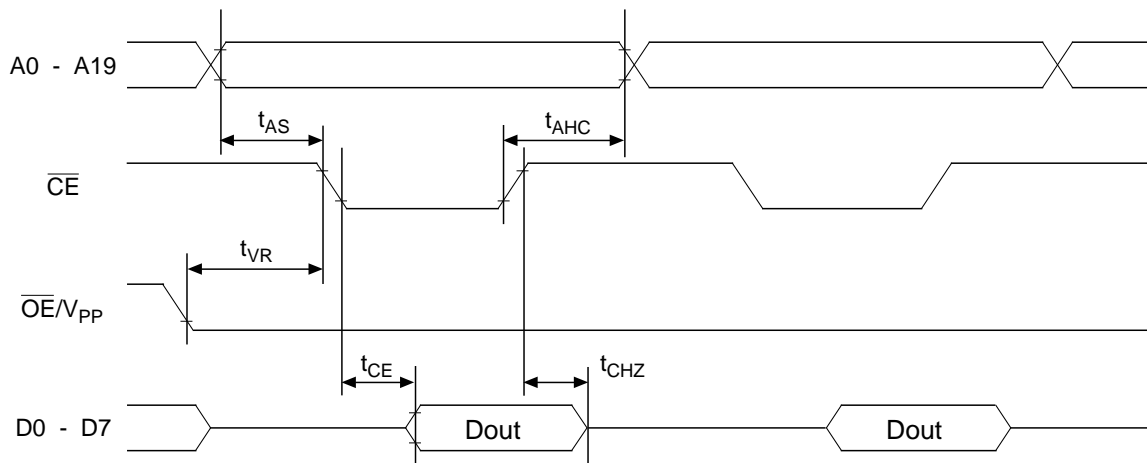 A0 - A19
tAS
tAHC
CE
tVR
OE/VPP
tCE
tCHZ
D0 - D7
Dout
Dout